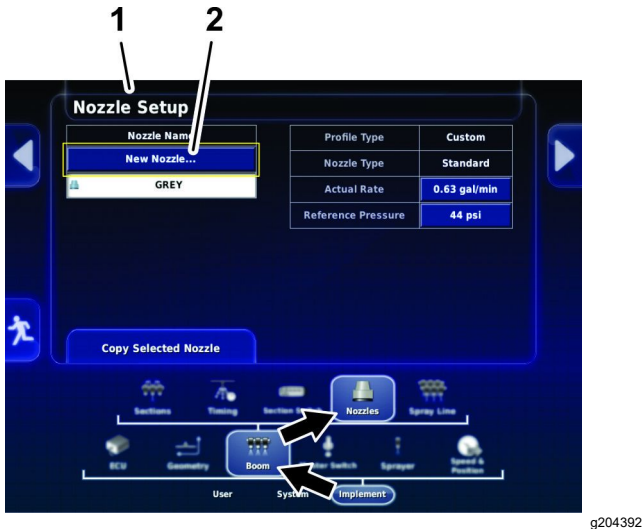 1 2
Nozzle Setup
Nozzle Name
New Nozzle...
GREY
Profile Type Custom
Nozzle Type Standard
Actual Rate 0.63 gal/min
Reference Pressure 44 psi
Copy Selected Nozzle
Sections Timing Section Nozzles Spray Line
ECU Geometry Boom Switch Sprayer Speed & Position
User System Implement
g204392